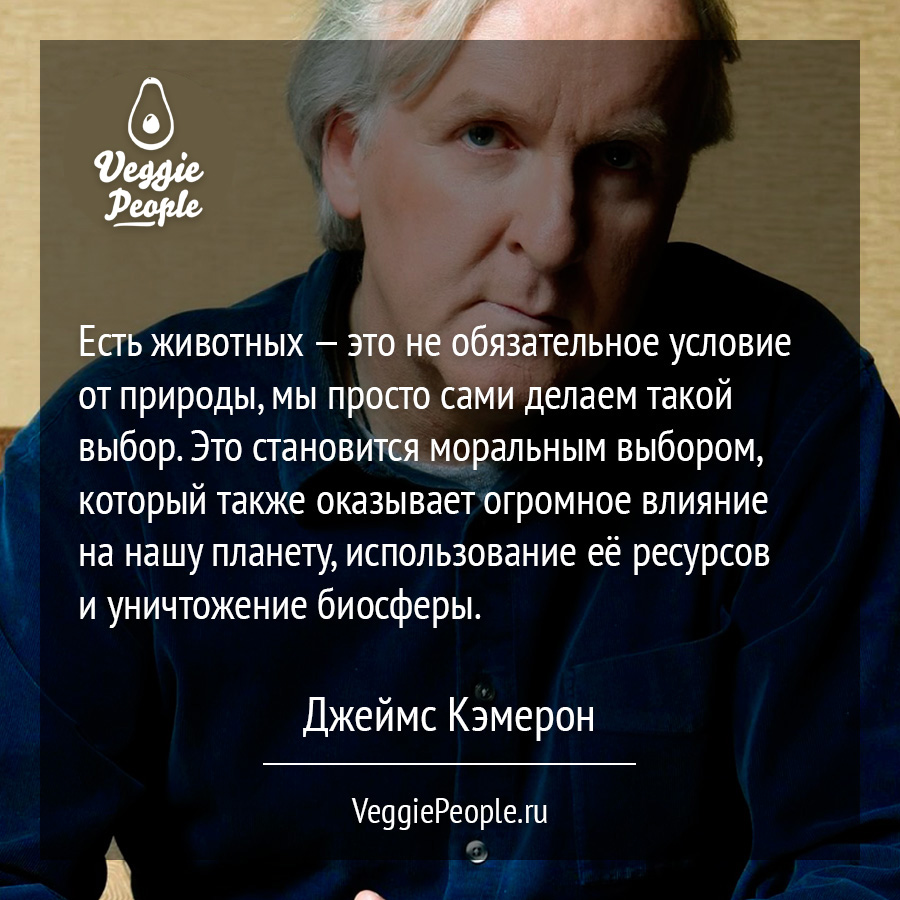 Veggie
People
Есть животных — это не обязательное условие
от природы, мы просто сами делаем такой
выбор. Это становится моральным выбором,
который также оказывает огромное влияние
на нашу планету, использование её ресурсов
и уничтожение биосферы.
Джеймс Кэмерон
VeggiePeople.ru